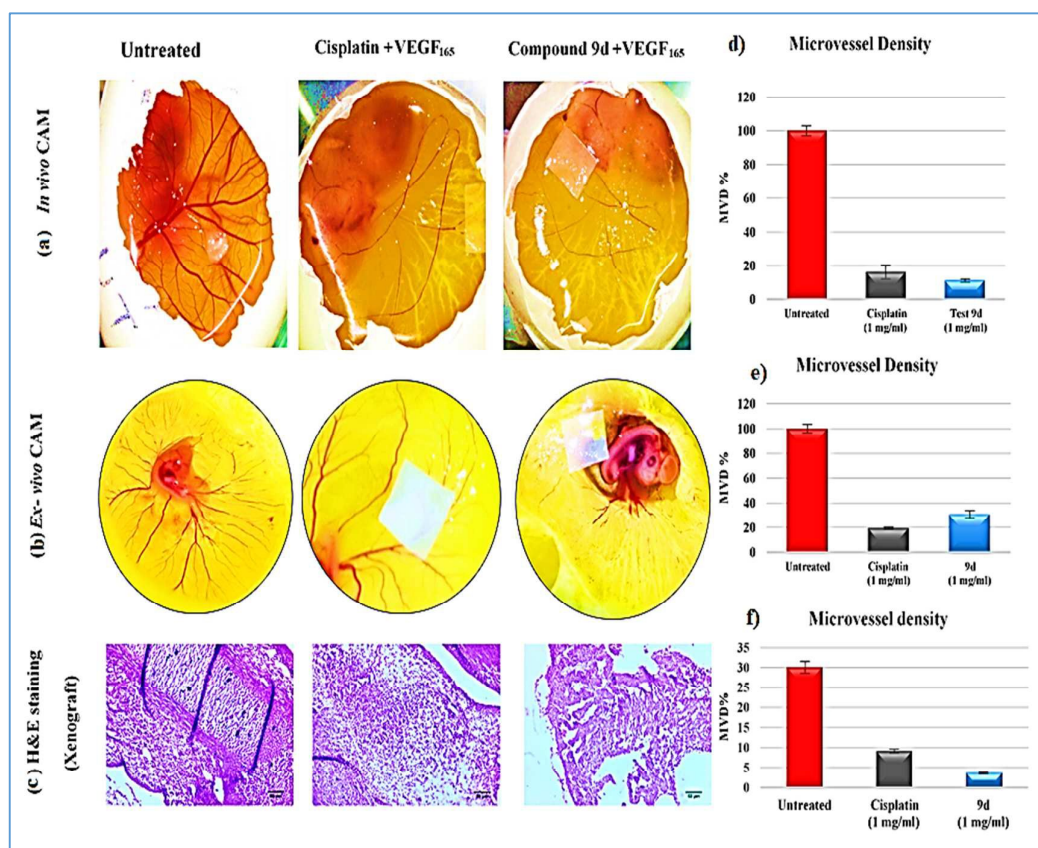 Untreated
Cisplatin +VEGF₁₆₅
Compound 9d +VEGF₁₆₅
(a) In vivo CAM
(b) Ex- vivo CAM
(c ) H&E staining
(Xenograft)
d)
Microvessel Density
MVD %
120
100
80
60
40
20
0
Untreated
Cisplatin
(1 mg/ml)
Test 9d
(1 mg/ml)
e)
Microvessel Density
MVD %
120
100
80
60
40
20
0
Untreated
Cisplatin
(1 mg/ml)
9d
(1 mg/ml)
f)
Microvessel density
MVD%
35
30
25
20
15
10
5
0
Untreated
Cisplatin
(1 mg/ml)
9d
(1 mg/ml)